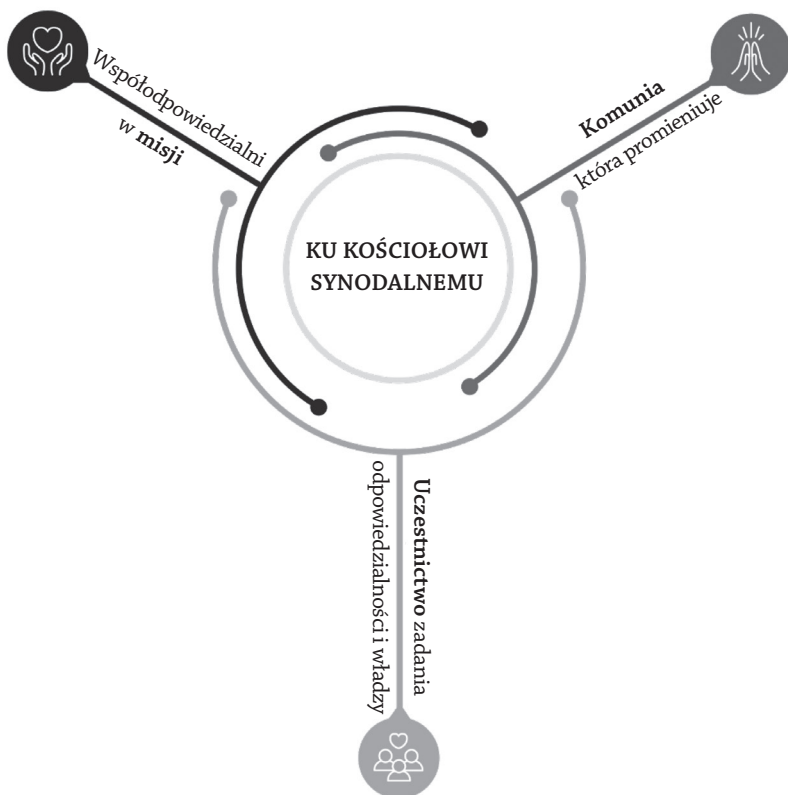 Współodpowiedzialni
w misji
Komunia
która promieniuje
KU KOŚCIOŁOWI
SYNODALNEMU
Uczestnictwo zadania
odpowiedzialności i władzy